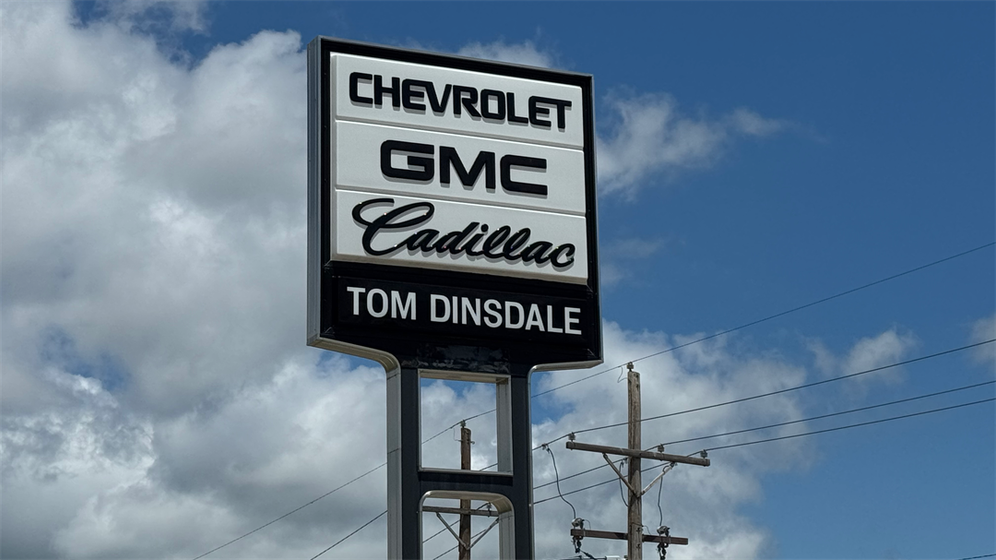 CHEVROLET
GMC
Cadillac
TOM DINSDALE